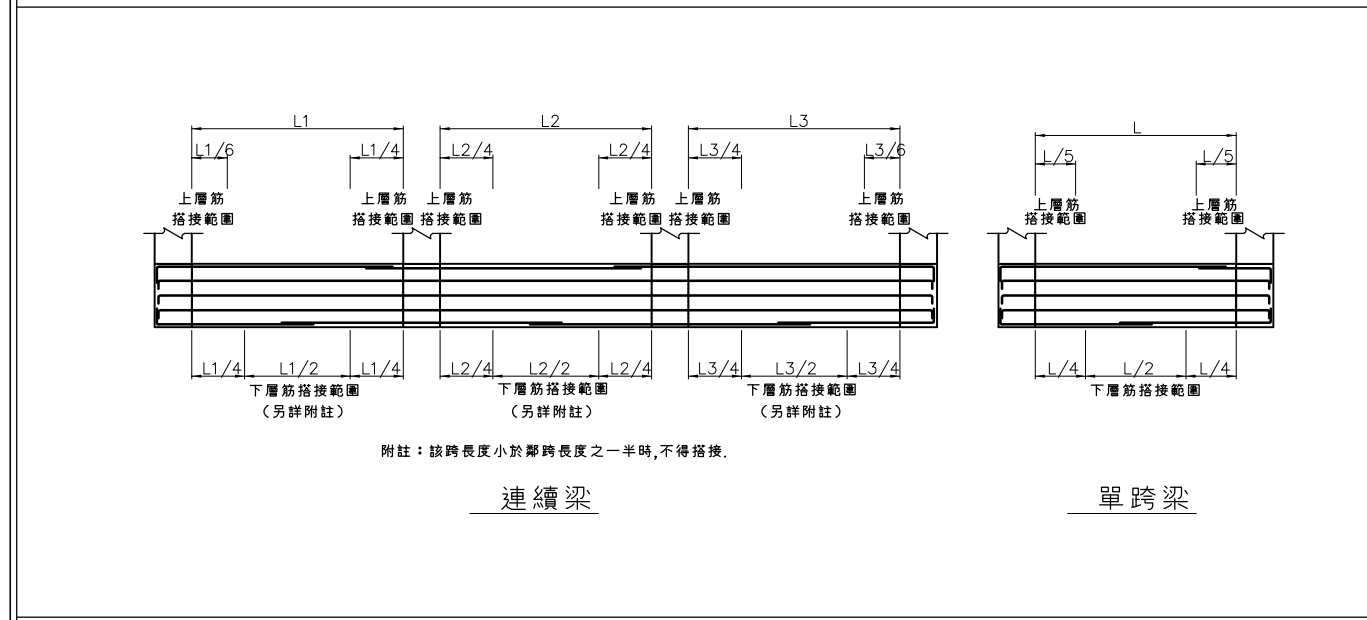 L1
L2
L3
L
L1/6
L1/4
L2/4
L2/4
L3/4
L3/6
L/5
L/5
上層筋
搭接範圍
上層筋
搭接範圍
上層筋
搭接範圍
上層筋
搭接範圍
上層筋
搭接範圍
上層筋
搭接範圍
上層筋
搭接範圍
上層筋
搭接範圍
L1/4
L1/2
L1/4
L2/4
L2/2
L2/4
L3/4
L3/2
L3/4
L/4
L/2
L/4
下層筋搭接範圍
(另詳附註)
下層筋搭接範圍
(另詳附註)
下層筋搭接範圍
(另詳附註)
下層筋搭接範圍
附註：該跨長度小於鄰跨長度之一半時,不得搭接.
連續梁
單跨梁